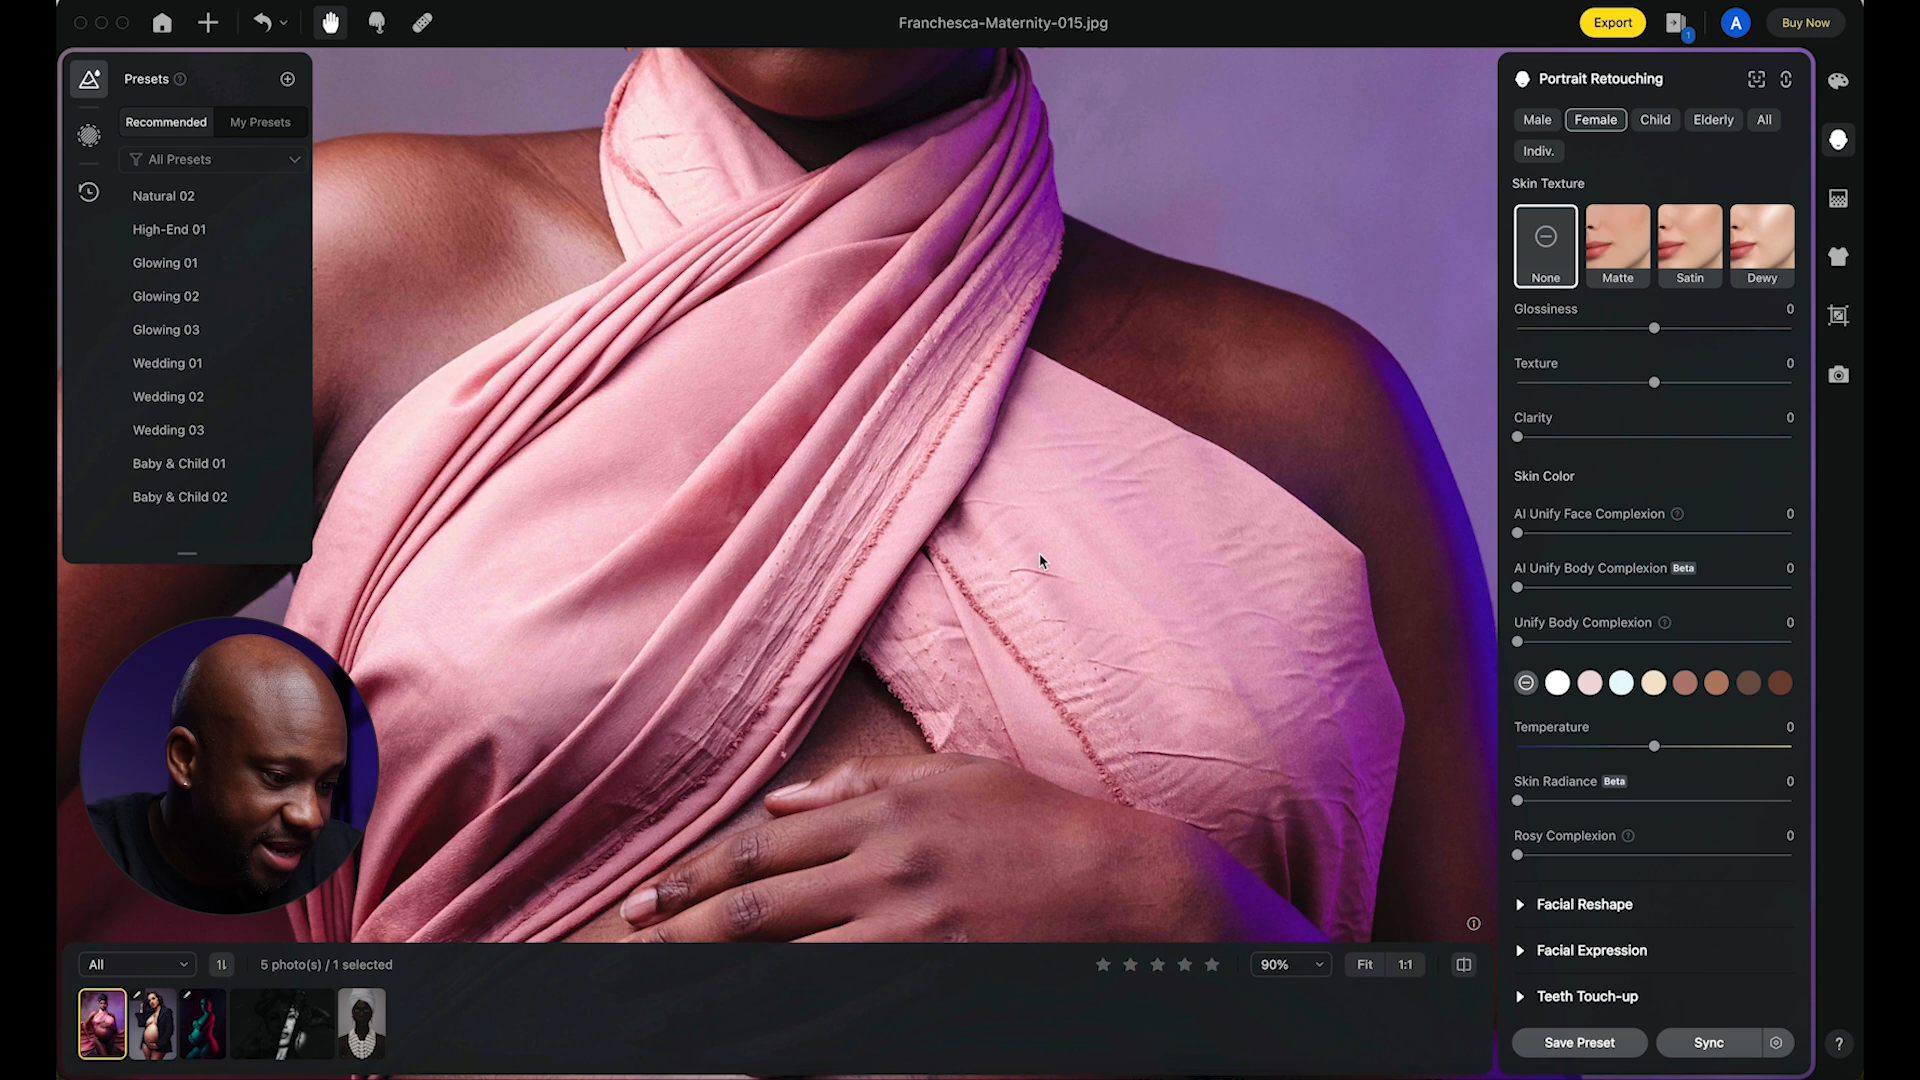 Franchesca-Maternity-015.jpg
Export
1
A
Buy Now
Presets
Recommended
My Presets
All Presets
Natural 02
High-End 01
Glowing 01
Glowing 02
Glowing 03
Wedding 01
Wedding 02
Wedding 03
Baby & Child 01
Baby & Child 02
Portrait Retouching
Male
Female
Child
Elderly
All
Indiv.
Skin Texture
None
Matte
Satin
Dewy
Glossiness 0
Texture 0
Clarity 0
Skin Color
AI Unify Face Complexion ? 0
AI Unify Body Complexion Beta 0
Unify Body Complexion ? 0
Temperature 0
Skin Radiance Beta 0
Rosy Complexion ? 0
Facial Reshape
Facial Expression
Teeth Touch-up
Save Preset
Sync
?
All
5 photo(s) / 1 selected
90%
Fit
1:1